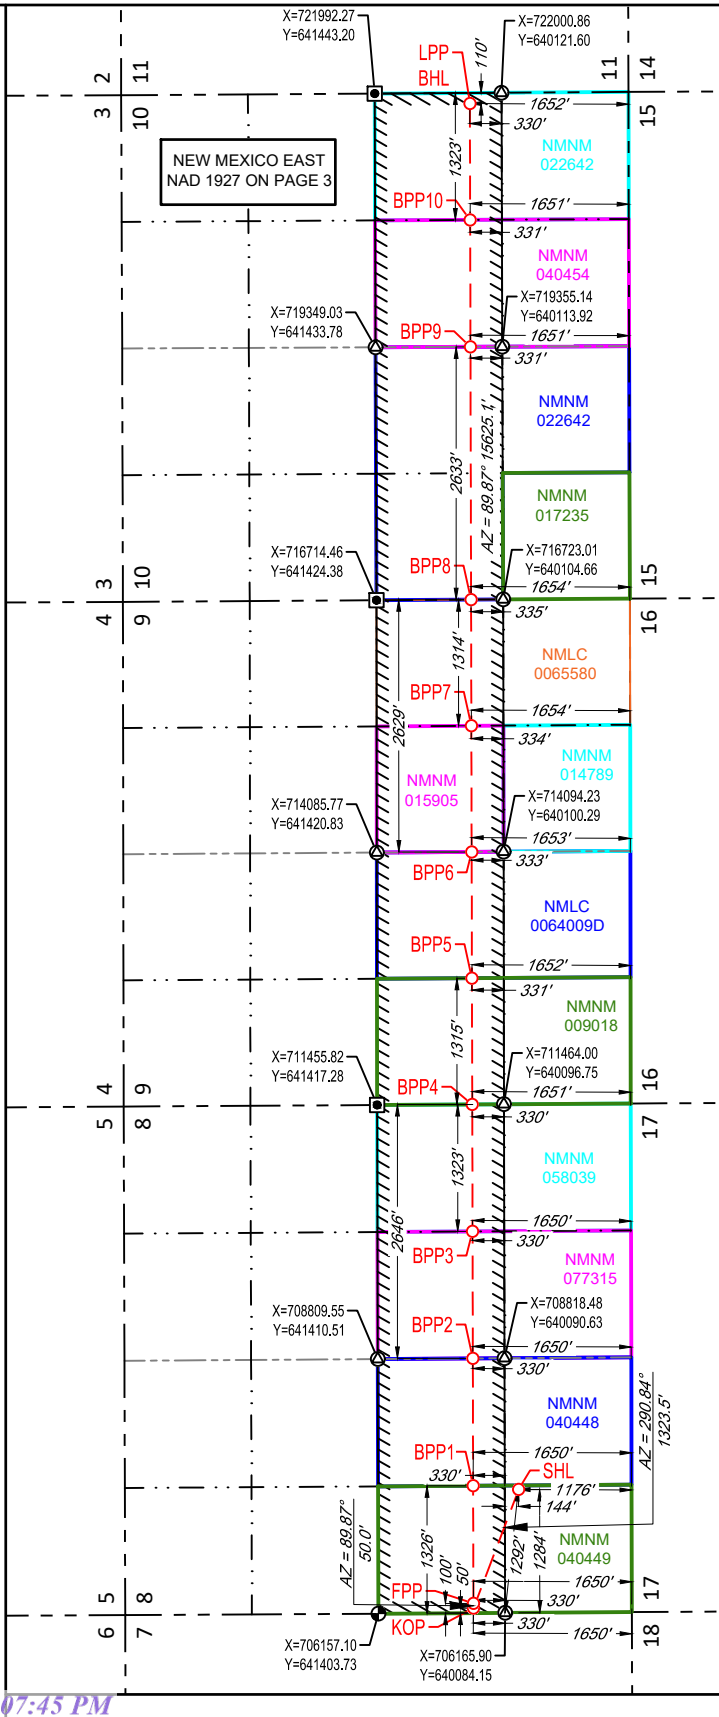 X=721992.27
Y=641443.20
X=722000.86
Y=640121.60
LPP
BHL
110'
2
11
3
10
11
14
15
1652'
330'
NEW MEXICO EAST
NAD 1927 ON PAGE 3
1323'
NMNM
022642
BPP10
1651'
331'
NMNM
040454
X=719349.03
Y=641433.78
X=719355.14
Y=640113.92
BPP9
1651'
331'
NMNM
022642
2633'
AZ = 89.87° 15625.1'
NMNM
017235
X=716714.46
Y=641424.38
X=716723.01
Y=640104.66
BPP8
1654'
335'
3
10
4
9
15
16
1314'
NMLC
0065580
BPP7
1654'
334'
2629'
NMNM
015905
NMNM
014789
X=714085.77
Y=641420.83
X=714094.23
Y=640100.29
BPP6
1653'
333'
NMLC
0064009D
BPP5
1652'
331'
NMNM
009018
1315'
X=711455.82
Y=641417.28
X=711464.00
Y=640096.75
BPP4
1651'
330'
4
9
5
8
16
17
1323'
NMNM
058039
2646'
BPP3
1650'
330'
NMNM
077315
X=708809.55
Y=641410.51
X=708818.48
Y=640090.63
BPP2
1650'
330'
NMNM
040448
AZ = 290.84°
1323.5'
BPP1
1650'
330'
SHL
1176'
144'
AZ = 89.87°
50.0'
1326'
100'
50'
1292'
1284'
NMNM
040449
FPP
1650'
330'
KOP
330'
1650'
5
8
6
7
17
18
X=706157.10
Y=641403.73
X=706165.90
Y=640084.15
07:45 PM